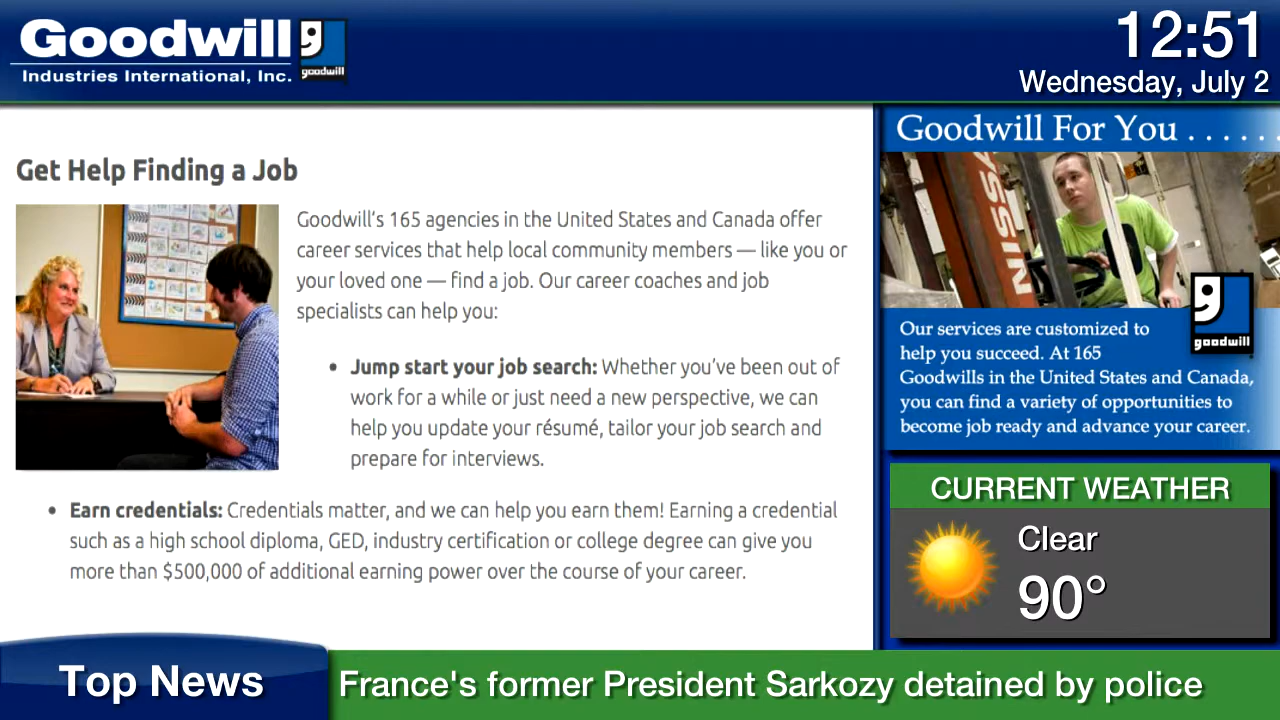 Goodwill
Industries International, Inc.
goodwill
12:51
Wednesday, July 2
Get Help Finding a Job
Goodwill's 165 agencies in the United States and Canada offer
career services that help local community members — like you or
your loved one — find a job. Our career coaches and job
specialists can help you:
• Jump start your job search: Whether you've been out of
work for a while or just need a new perspective, we can
help you update your résumé, tailor your job search and
prepare for interviews.
• Earn credentials: Credentials matter, and we can help you earn them! Earning a credential
such as a high school diploma, GED, industry certification or college degree can give you
more than $500,000 of additional earning power over the course of your career.
Goodwill For You . . . . . .
NISSA
goodwill
Our services are customized to
help you succeed. At 165
Goodwills in the United States and Canada,
you can find a variety of opportunities to
become job ready and advance your career.
CURRENT WEATHER
Clear
90°
Top News
France's former President Sarkozy detained by police